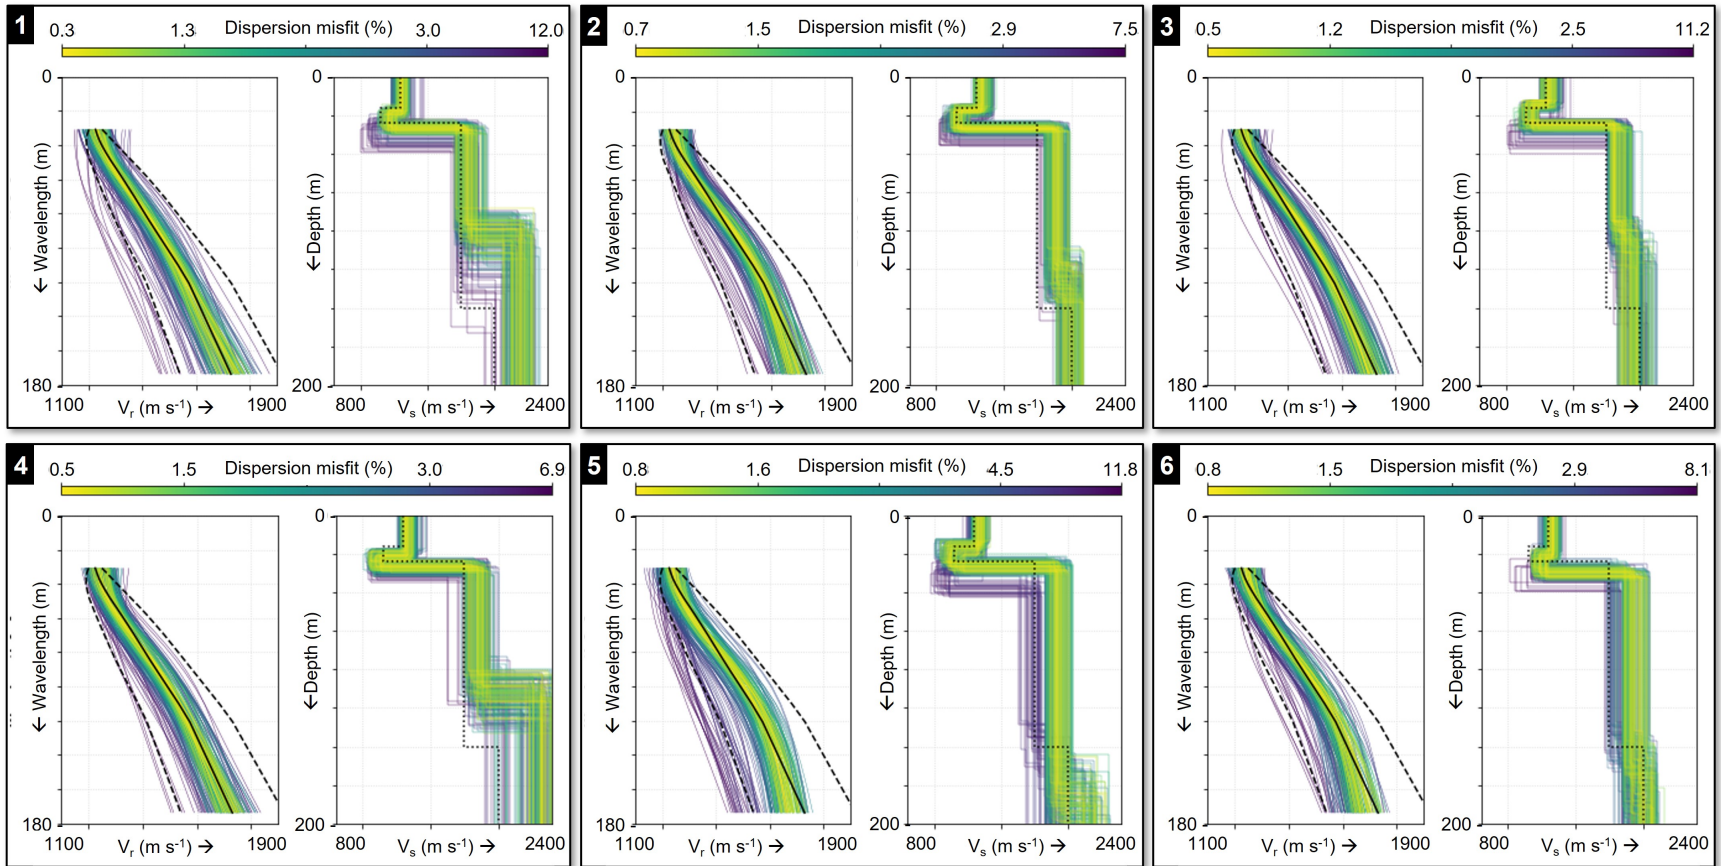 1
0.3 1.3 Dispersion misfit (%) 3.0 12.0
0
← Wavelength (m)
180
1100 Vr (m s-1) → 1900
0
←Depth (m)
200
800 Vs (m s-1) → 2400
2
0.7 1.5 Dispersion misfit (%) 2.9 7.5
0
← Wavelength (m)
180
1100 Vr (m s-1) → 1900
0
←Depth (m)
200
800 Vs (m s-1) → 2400
3
0.5 1.2 Dispersion misfit (%) 2.5 11.2
0
← Wavelength (m)
180
1100 Vr (m s-1) → 1900
0
←Depth (m)
200
800 Vs (m s-1) → 2400
4
0.5 1.5 Dispersion misfit (%) 3.0 6.9
0
← Wavelength (m)
180
1100 Vr (m s-1) → 1900
0
←Depth (m)
200
800 Vs (m s-1) → 2400
5
0.8 1.6 Dispersion misfit (%) 4.5 11.8
0
← Wavelength (m)
180
1100 Vr (m s-1) → 1900
0
←Depth (m)
200
800 Vs (m s-1) → 2400
6
0.8 1.5 Dispersion misfit (%) 2.9 8.1
0
← Wavelength (m)
180
1100 Vr (m s-1) → 1900
0
←Depth (m)
200
800 Vs (m s-1) → 2400